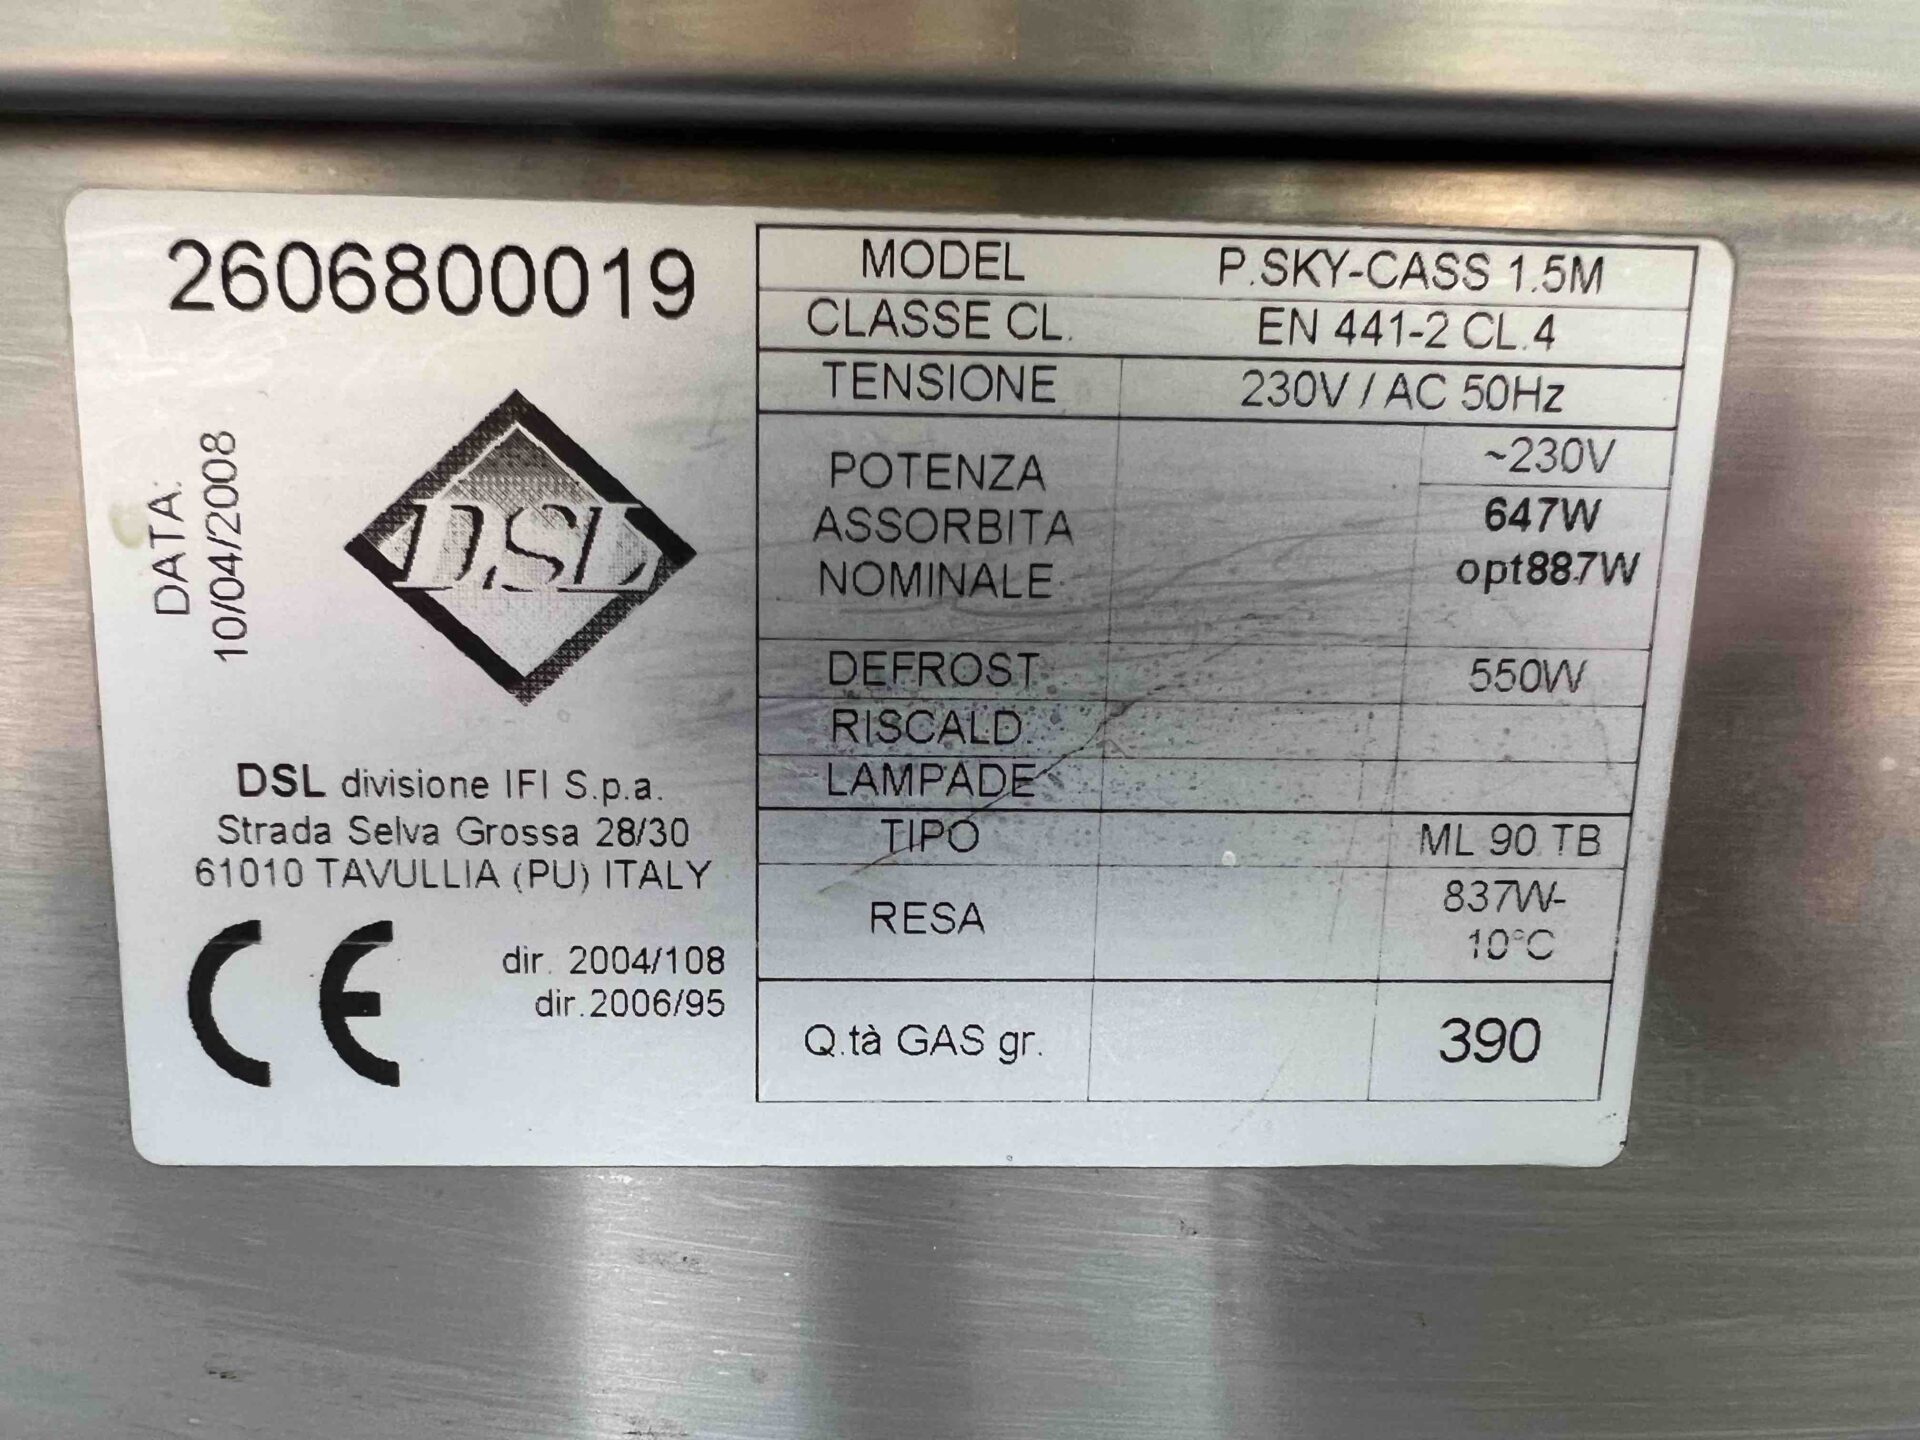 2606800019
DATA:
10/04/2008
DSL
DSL divisione IFI S.p.a.
Strada Selva Grossa 28/30
61010 TAVULLIA (PU) ITALY
CE
dir. 2004/108
dir.2006/95
MODEL P.SKY-CASS 1.5M
CLASSE CL. EN 441-2 CL.4
TENSIONE 230V / AC 50Hz
~230V
POTENZA
ASSORBITA
NOMINALE
647W
opt887W
DEFROST 550W
RISCALD.
LAMPADE
TIPO ML 90 TB
RESA 837W-
10°C
Q.tà GAS gr. 390